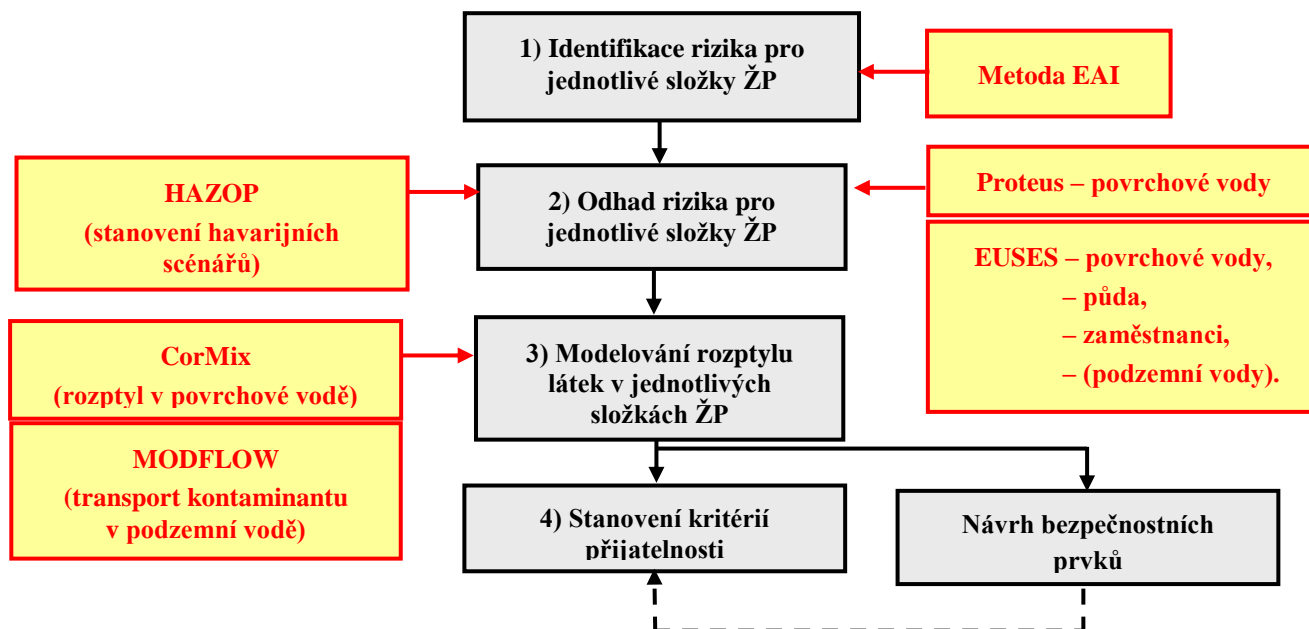 1) Identifikace rizika pro
jednotlivé složky ŽP
Metoda EAI
HAZOP
(stanovení havarijních
scénářů)
2) Odhad rizika pro
jednotlivé složky ŽP
Proteus – povrchové vody
EUSES – povrchové vody,
– půda,
– zaměstnanci,
– (podzemní vody).
CorMix
(rozptyl v povrchové vodě)
3) Modelování rozptylu
látek v jednotlivých
složkách ŽP
MODFLOW
(transport kontaminantu
v podzemní vodě)
4) Stanovení kritérií
přijatelnosti
Návrh bezpečnostních
prvků